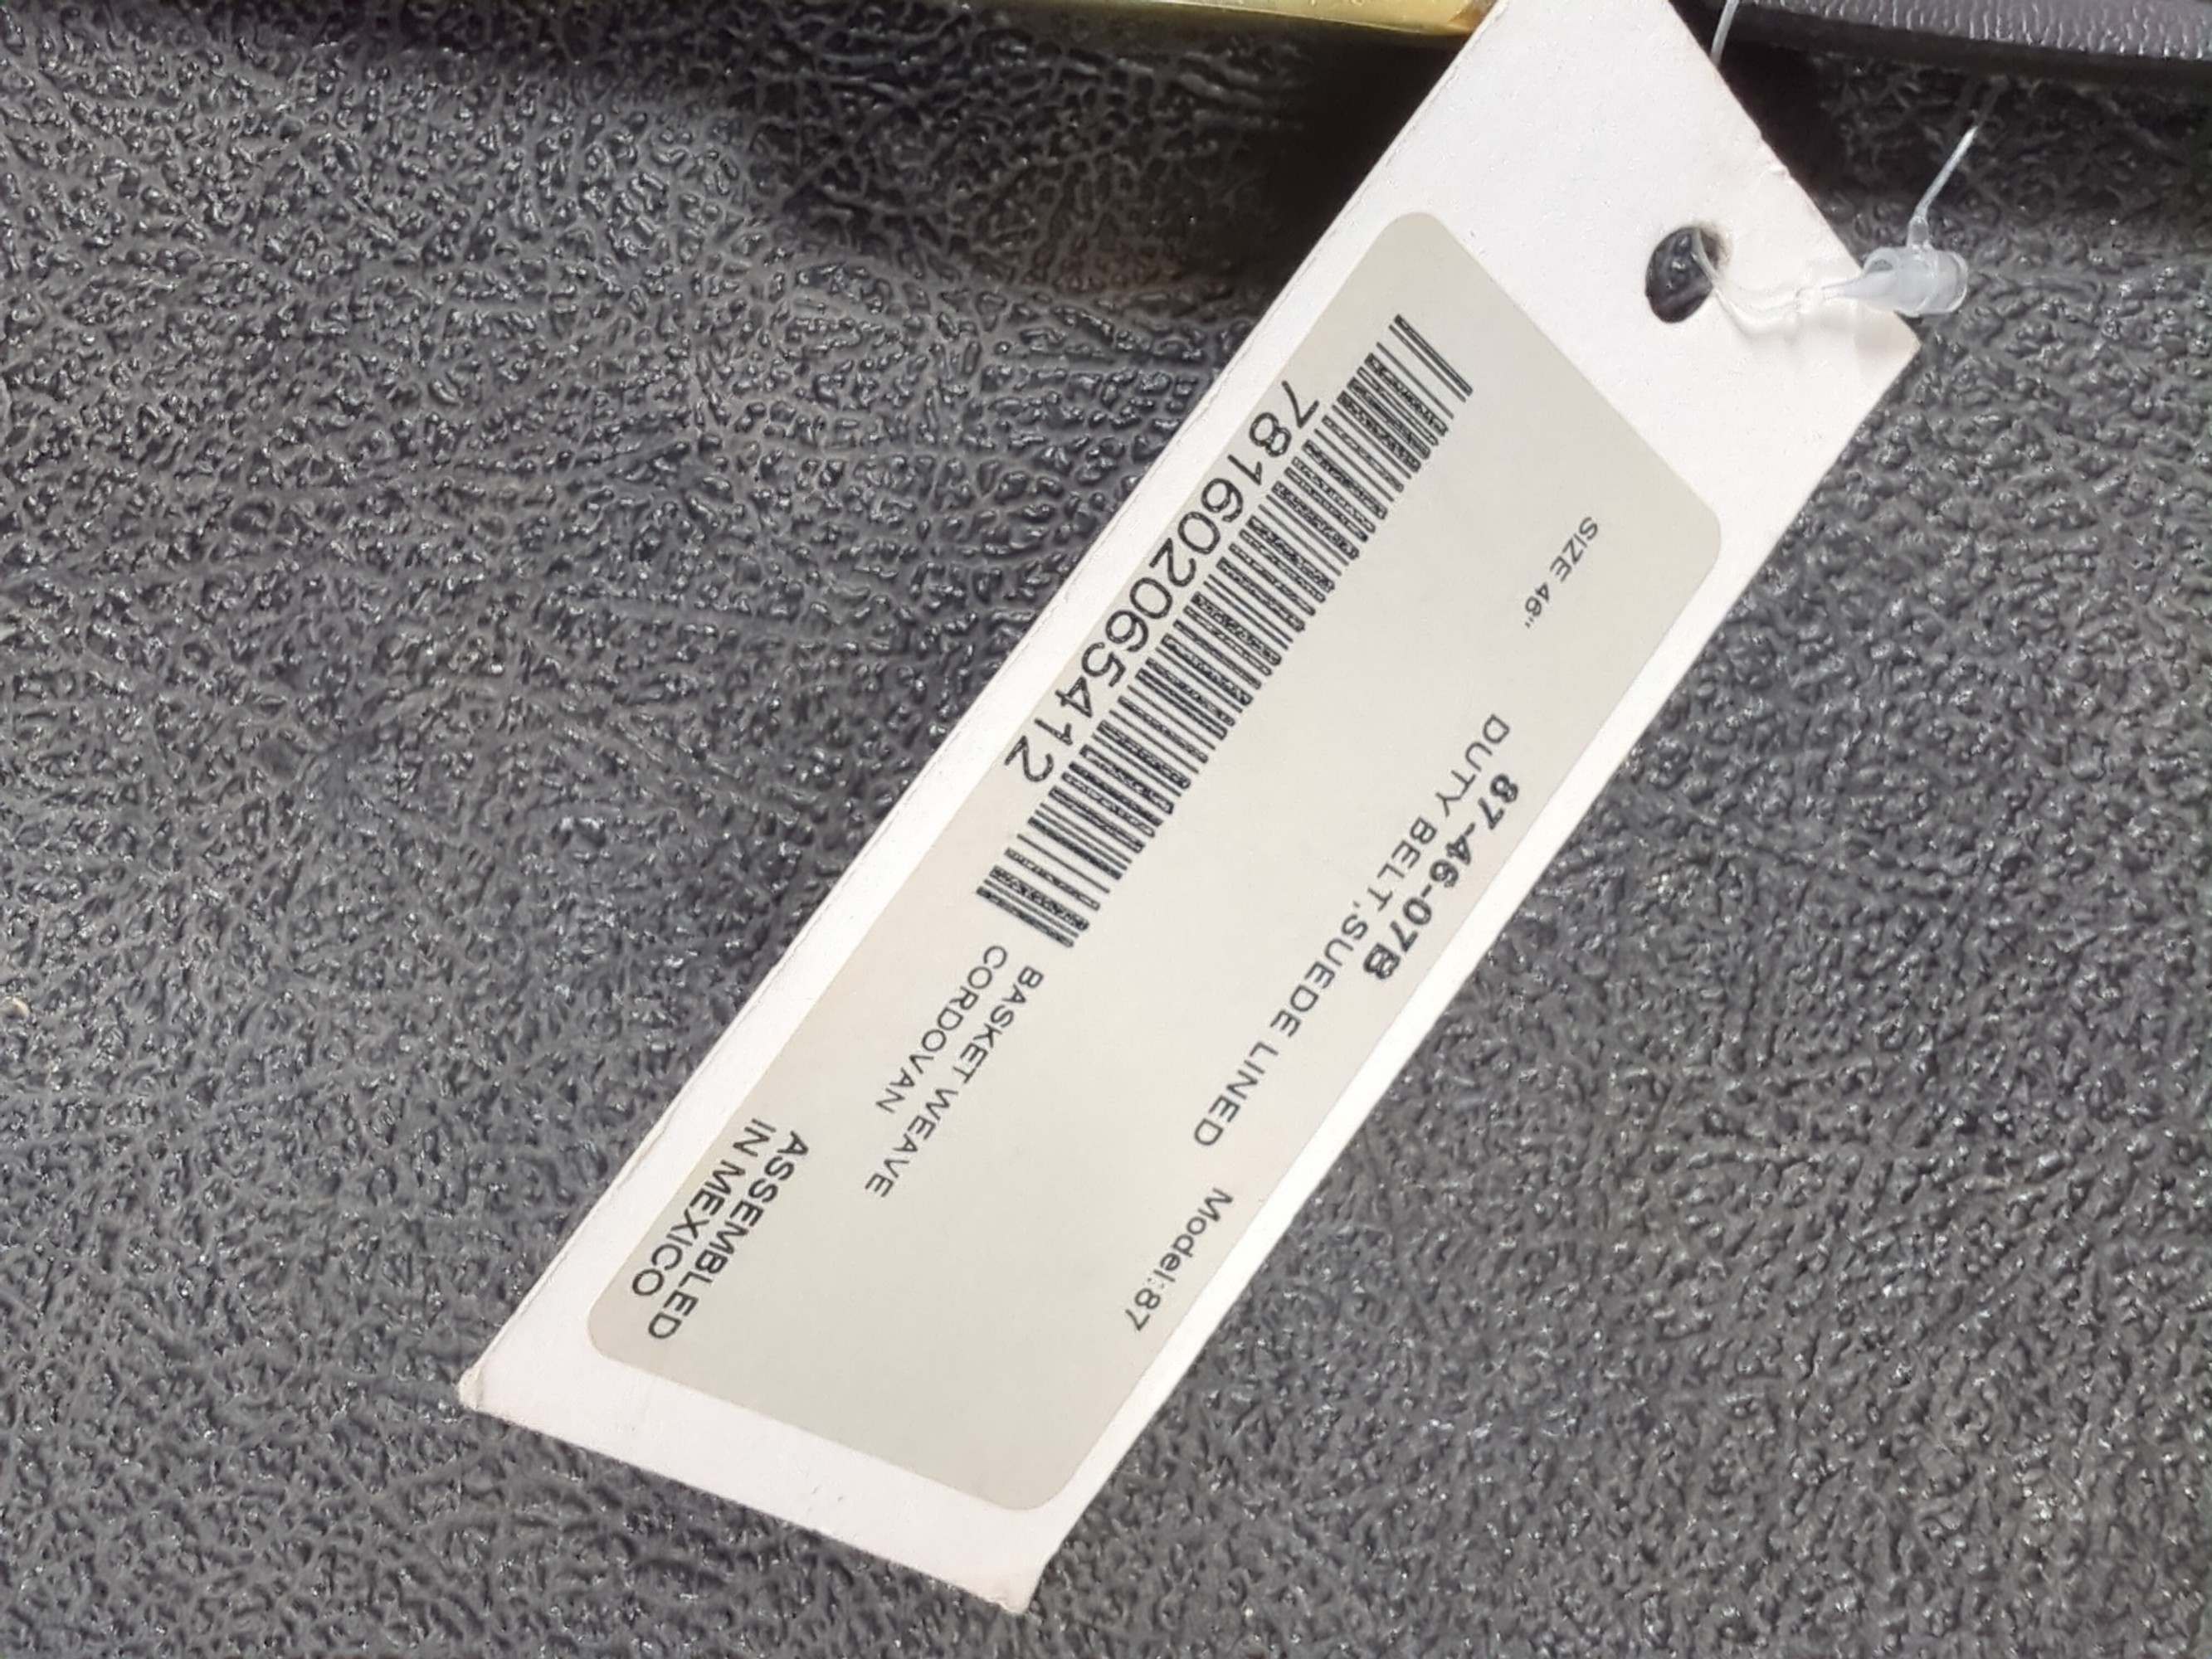 87-46-07B
SIZE 46" DUTY BELT,SUEDE LINED Model:87
781602065412
BASKET WEAVE
CORDOVAN
ASSEMBLED
IN MEXICO